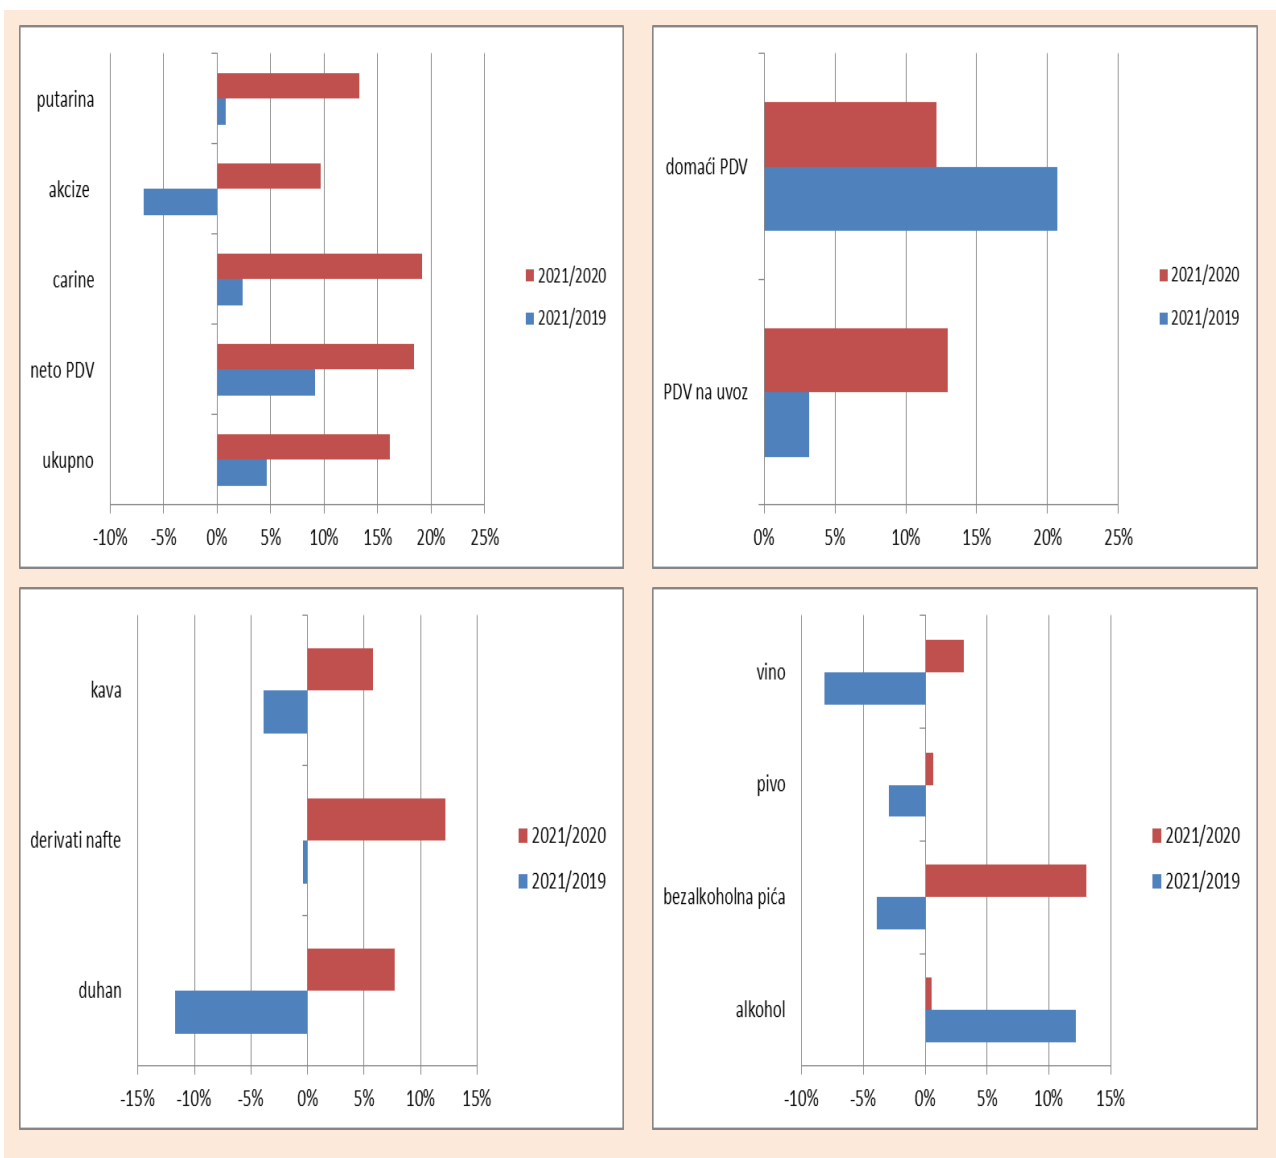 putarina
akcize
carine
neto PDV
ukupno
-10% -5% 0% 5% 10% 15% 20% 25%
2021/2020
2021/2019
domaći PDV
PDV na uvoz
0% 5% 10% 15% 20% 25%
2021/2020
2021/2019
kava
derivati nafte
duhan
-15% -10% -5% 0% 5% 10% 15%
2021/2020
2021/2019
vino
pivo
bezalkoholna pića
alkohol
-10% -5% 0% 5% 10% 15%
2021/2020
2021/2019